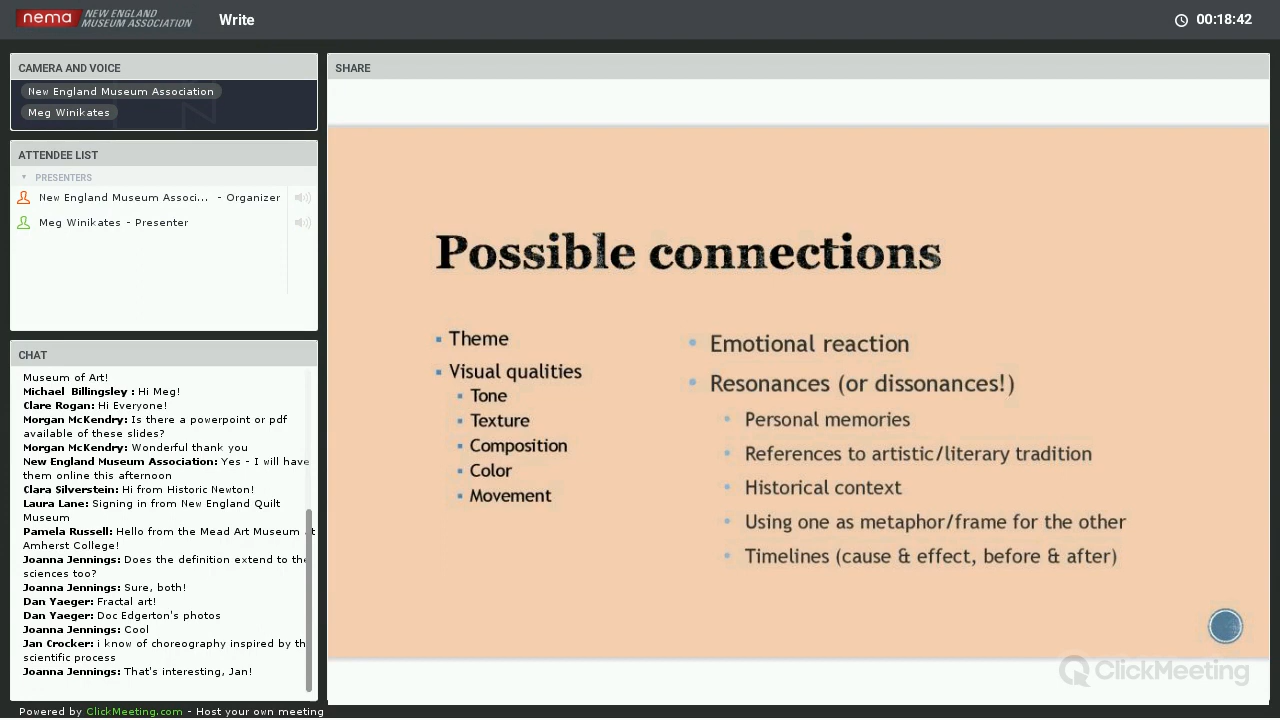 nema NEW ENGLAND
MUSEUM ASSOCIATION
Write
00:18:42
CAMERA AND VOICE
New England Museum Association
Meg Winikates
ATTENDEE LIST
PRESENTERS
New England Museum Associ... - Organizer
Meg Winikates - Presenter
CHAT
Museum of Art!
Michael Billingsley : Hi Meg!
Clare Rogan: Hi Everyone!
Morgan McKendry: Is there a powerpoint or pdf
available of these slides?
Morgan McKendry: Wonderful thank you
New England Museum Association: Yes - I will have
them online this afternoon
Clara Silverstein: Hi from Historic Newton!
Laura Lane: Signing in from New England Quilt
Museum
Pamela Russell: Hello from the Mead Art Museum at
Amherst College!
Joanna Jennings: Does the definition extend to the
sciences too?
Joanna Jennings: Sure, both!
Dan Yaeger: Fractal art!
Dan Yaeger: Doc Edgerton's photos
Joanna Jennings: Cool
Jan Crocker: i know of choreography inspired by th
scientific process
Joanna Jennings: That's interesting, Jan!
Powered by ClickMeeting.com - Host your own meeting
SHARE
Possible connections
Theme
Visual qualities
Tone
Texture
Composition
Color
Movement
Emotional reaction
Resonances (or dissonances!)
Personal memories
References to artistic/literary tradition
Historical context
Using one as metaphor/frame for the other
Timelines (cause & effect, before & after)
ClickMeeting